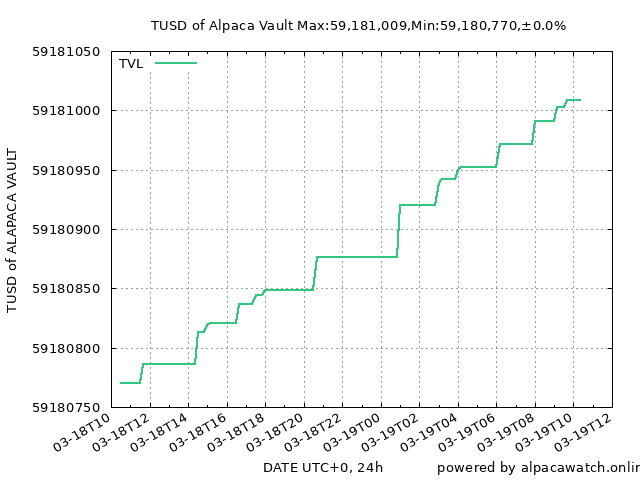 TUSD of Alpaca Vault Max:59,181,009,Min:59,180,770,±0.0%
TVL
59181050
59181000
59180950
59180900
59180850
59180800
59180750
TUSD of ALAPACA VAULT
03-18T10
03-18T12
03-18T14
03-18T16
03-18T18
03-18T20
03-18T22
03-19T00
03-19T02
03-19T04
03-19T06
03-19T08
03-19T10
03-19T12
DATE UTC+0, 24h
powered by alpacawatch.onlin